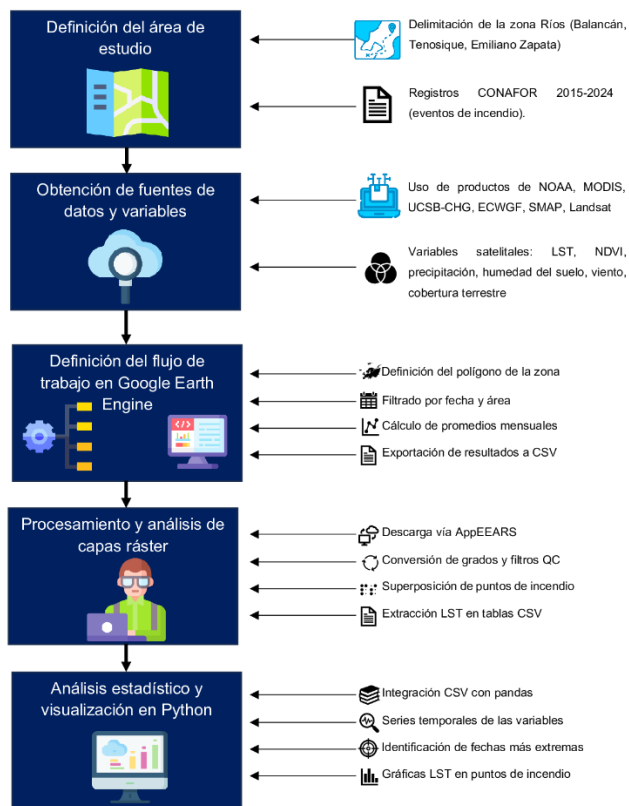 Definición del área de
estudio
Delimitación de la zona Ríos (Balancán,
Tenosique, Emiliano Zapata)
Registros CONAFOR 2015-2024
(eventos de incendio).
Obtención de fuentes de
datos y variables
Uso de productos de NOAA, MODIS,
UCSB-CHG, ECWGF, SMAP, Landsat
Variables satelitales: LST, NDVI,
precipitación, humedad del suelo, viento,
cobertura terrestre
Definición del flujo de
trabajo en Google Earth
Engine
Definición del polígono de la zona
Filtrado por fecha y área
Cálculo de promedios mensuales
Exportación de resultados a CSV
Procesamiento y análisis de
capas ráster
Descarga vía AppEEARS
Conversión de grados y filtros QC
Superposición de puntos de incendio
Extracción LST en tablas CSV
Análisis estadístico y
visualización en Python
Integración CSV con pandas
Series temporales de las variables
Identificación de fechas más extremas
Gráficas LST en puntos de incendio